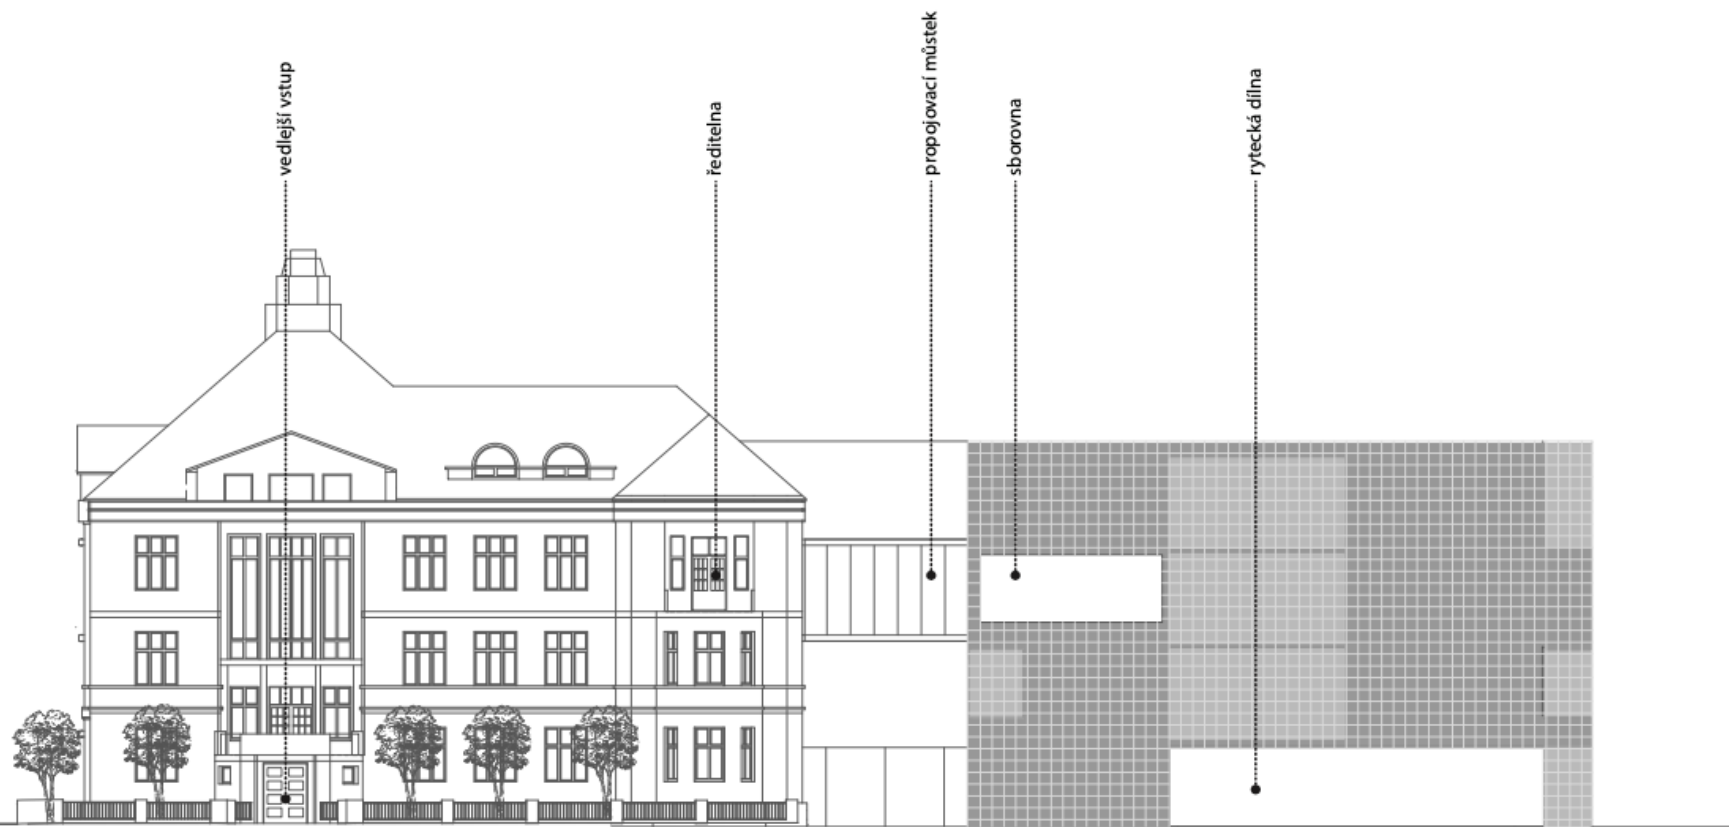 vedlejší vstup
ředitelna
propojovací můstek
sborovna
rytecká dílna